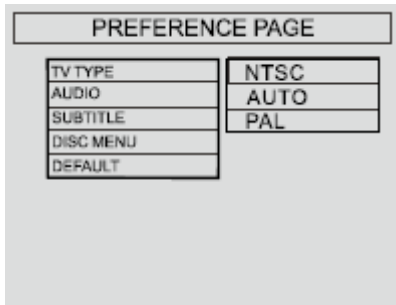 PREFERENCE PAGE
TV TYPE
AUDIO
SUBTITLE
DISC MENU
DEFAULT
NTSC
AUTO
PAL